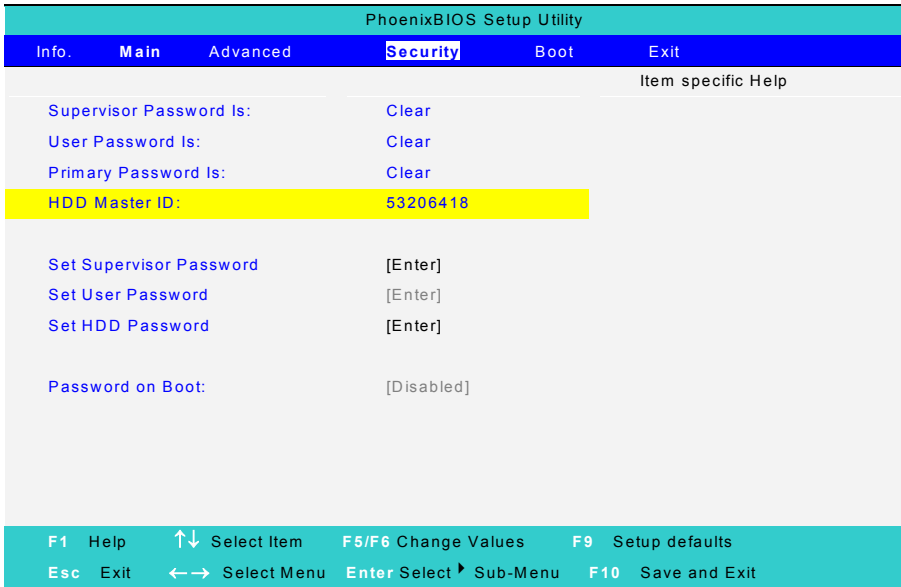 PhoenixBIOS Setup Utility
Info. Main Advanced Security Boot Exit
Item specific Help
Supervisor Password Is: Clear
User Password Is: Clear
Primary Password Is: Clear
HDD Master ID: 53206418
Set Supervisor Password [Enter]
Set User Password [Enter]
Set HDD Password [Enter]
Password on Boot: [Disabled]
F1 Help ↑↓ Select Item F5/F6 Change Values F9 Setup defaults
Esc Exit ←→ Select Menu Enter Select ▶ Sub-Menu F10 Save and Exit